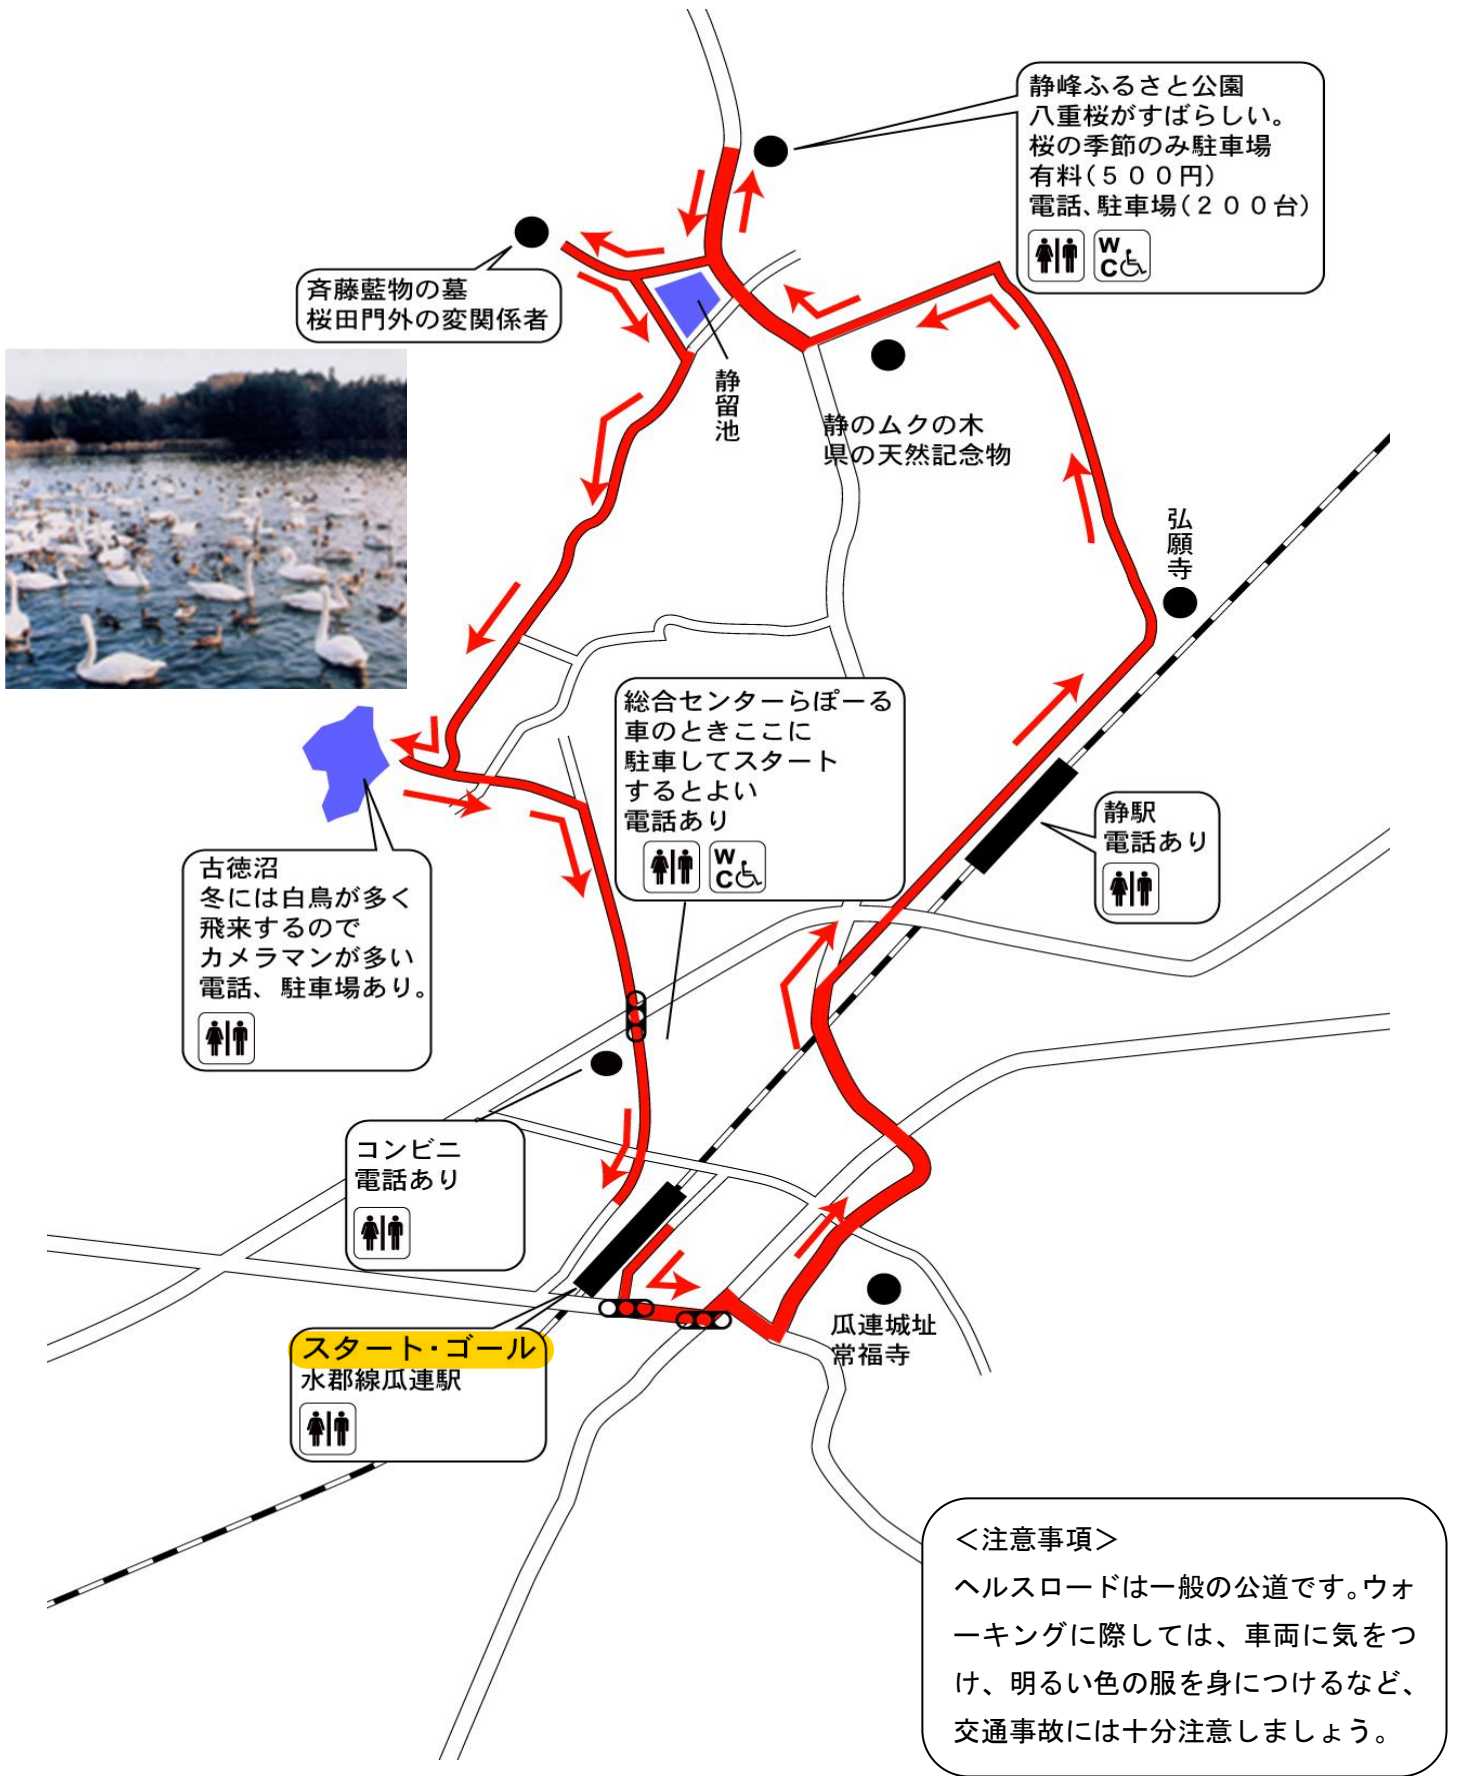 静峰ふるさと公園
八重桜がすばらしい。
桜の季節のみ駐車場
有料(５００円)
電話、駐車場(２００台)
WC
斉藤藍物の墓
桜田門外の変関係者
静留池
静のムクの木
県の天然記念物
弘願寺
総合センターらぽーる
車のときここに
駐車してスタート
するとよい
電話あり
WC
静駅
電話あり
古徳沼
冬には白鳥が多く
飛来するので
カメラマンが多い
電話、駐車場あり。
コンビニ
電話あり
瓜連城址
常福寺
スタート・ゴール
水郡線瓜連駅
＜注意事項＞
ヘルスロードは一般の公道です。ウォ
ーキングに際しては、車両に気をつ
け、明るい色の服を身につけるなど、
交通事故には十分注意しましょう。